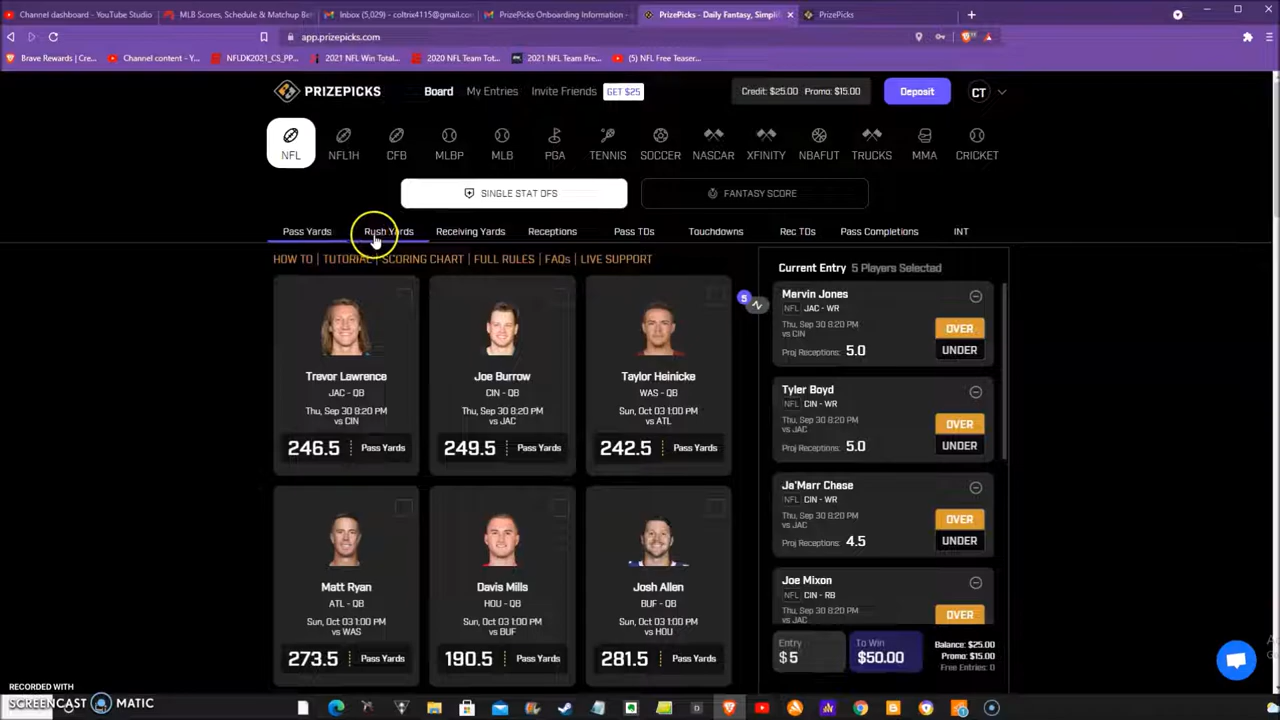 Channel dashboard - YouTube Studio
MLB Scores, Schedule & Matchup Bet
Inbox (5,029) - coltrix4115@gmail.com
PrizePicks Onboarding Information -
PrizePicks - Daily Fantasy, Simplifi
PrizePicks
app.prizepicks.com
Brave Rewards | Cre...
Channel content - Y...
NFLDK2021_CS_PP...
2021 NFL Win Total...
2020 NFL Team Tot...
2021 NFL Team Pre...
(5) NFL Free Teaser...
PRIZEPICKS
Board
My Entries
Invite Friends
GET $25
Credit: $25.00 Promo: $15.00
Deposit
CT
NFL
NFL1H
CFB
MLBP
MLB
PGA
TENNIS
SOCCER
NASCAR
XFINITY
NBAFUT
TRUCKS
MMA
CRICKET
SINGLE STAT DFS
FANTASY SCORE
Pass Yards
Rush Yards
Receiving Yards
Receptions
Pass TDs
Touchdowns
Rec TDs
Pass Completions
INT
HOW TO | TUTORIAL | SCORING CHART | FULL RULES | FAQs | LIVE SUPPORT
Trevor Lawrence
JAC - QB
Thu, Sep 30 8:20 PM
vs CIN
246.5 Pass Yards
Joe Burrow
CIN - QB
Thu, Sep 30 8:20 PM
vs JAC
249.5 Pass Yards
Taylor Heinicke
WAS - QB
Sun, Oct 03 1:00 PM
vs ATL
242.5 Pass Yards
Matt Ryan
ATL - QB
Sun, Oct 03 1:00 PM
vs WAS
273.5 Pass Yards
Davis Mills
HOU - QB
Sun, Oct 03 1:00 PM
vs BUF
190.5 Pass Yards
Josh Allen
BUF - QB
Sun, Oct 03 1:00 PM
vs HOU
281.5 Pass Yards
5
Current Entry 5 Players Selected
Marvin Jones
NFL JAC - WR
Thu, Sep 30 8:20 PM
vs CIN
Proj Receptions: 5.0
OVER
UNDER
Tyler Boyd
NFL CIN - WR
Thu, Sep 30 8:20 PM
vs JAC
Proj Receptions: 5.0
OVER
UNDER
Ja'Marr Chase
NFL CIN - WR
Thu, Sep 30 8:20 PM
vs JAC
Proj Receptions: 4.5
OVER
UNDER
Joe Mixon
NFL CIN - RB
Thu, Sep 30 8:20 PM
vs JAC
OVER
Entry
$5
To Win
$50.00
Balance: $25.00
Promo: $15.00
Free Entries: 0
RECORDED WITH
SCREENCAST MATIC